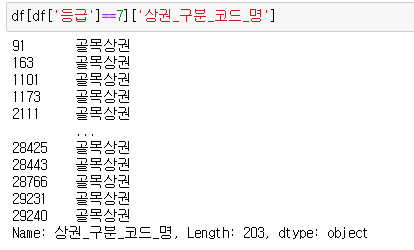 df[df['등급']==7]['상권_구분_코드_명']
91 골목상권
163 골목상권
1101 골목상권
1173 골목상권
2111 골목상권
...
28425 골목상권
28443 골목상권
28766 골목상권
29231 골목상권
29240 골목상권
Name: 상권_구분_코드_명, Length: 203, dtype: object